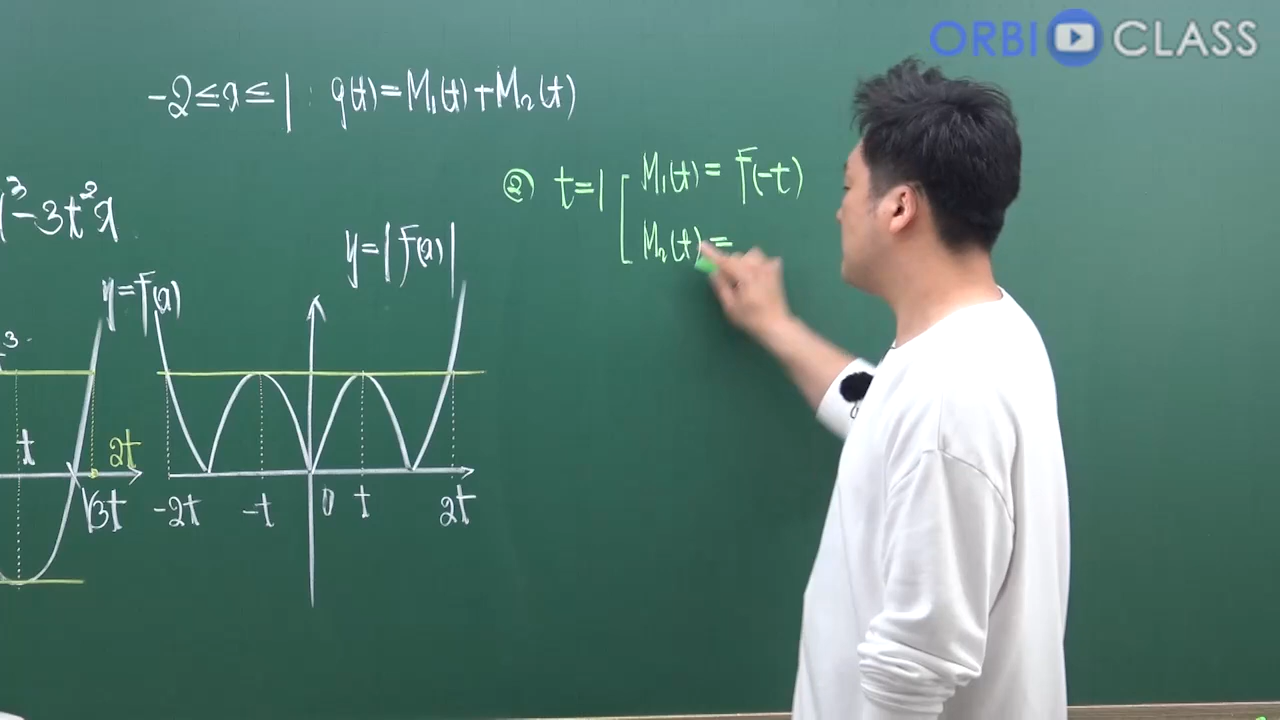 ORBI CLASS
-2≤x≤1 : g(t)=M₁(t)+M₂(t)
³-3t²x
② t=1 [ M₁(t)= f(-t)
M₂(t)=
y=f(x)
t
2t
√3t
y=|f(x)|
-2t -t 0 t 2t